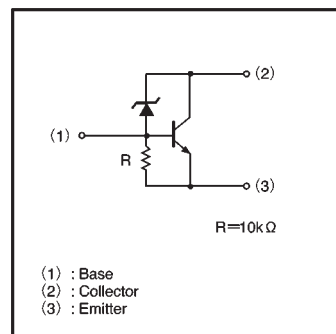 (2)
(1)
R
(3)
R=10kΩ
(1) : Base
(2) : Collector
(3) : Emitter